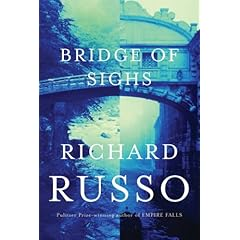 BRIDGE OF
SIGHS
RICHARD
RUSSO
Pulitzer Prize-winning author of EMPIRE FALLS